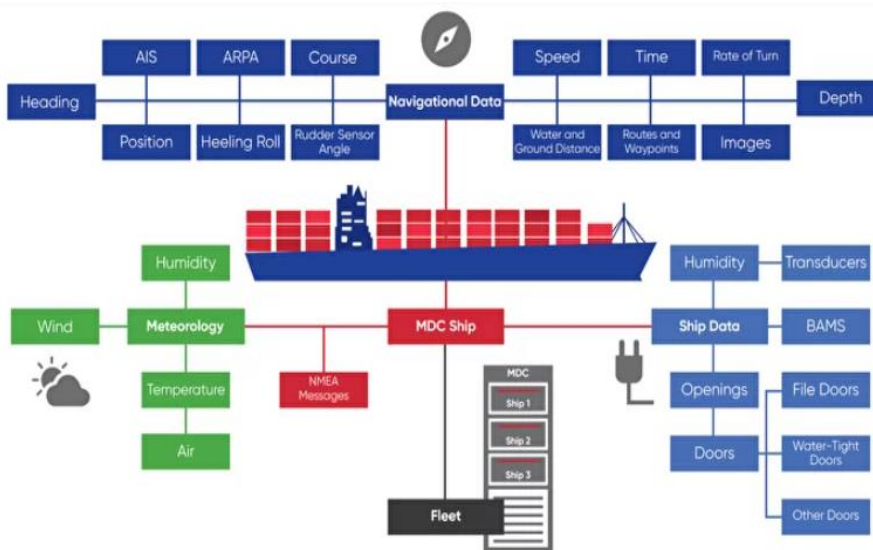 AIS
ARPA
Course
Speed
Time
Rate of Turn
Heading
Navigational Data
Depth
Position
Heeling Roll
Rudder Sensor
Angle
Water and
Ground Distance
Routes and
Waypoints
Images
Humidity
Humidity
Transducers
Wind
Meteorology
MDC Ship
Ship Data
BAMS
Temperature
NMEA
Messages
MDC
Ship 1
Ship 2
Ship 3
Openings
File Doors
Air
Doors
Water-Tight
Doors
Fleet
Other Doors